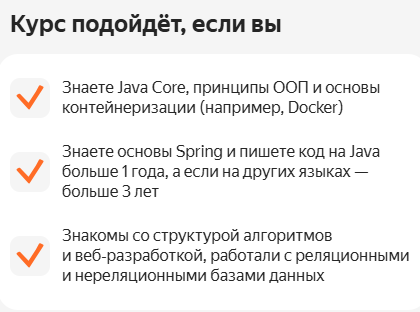 Курс подойдёт, если вы
Знаете Java Core, принципы ООП и основы
контейнеризации (например, Docker)
Знаете основы Spring и пишете код на Java
больше 1 года, а если на других языках —
больше 3 лет
Знакомы со структурой алгоритмов
и веб-разработкой, работали с реляционными
и нереляционными базами данных